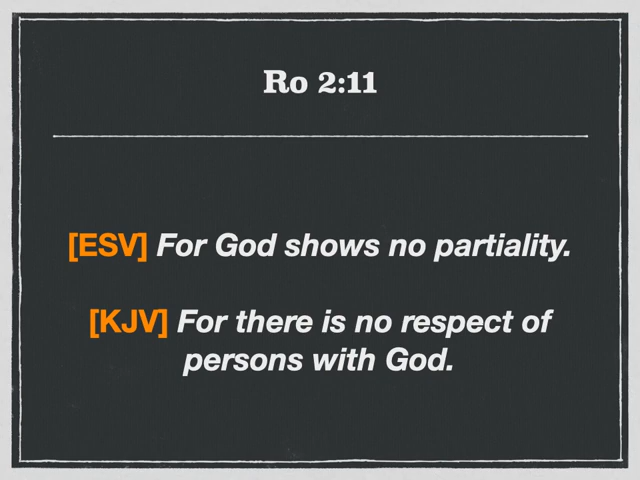 Ro 2:11
[ESV] For God shows no partiality.
[KJV] For there is no respect of
persons with God.